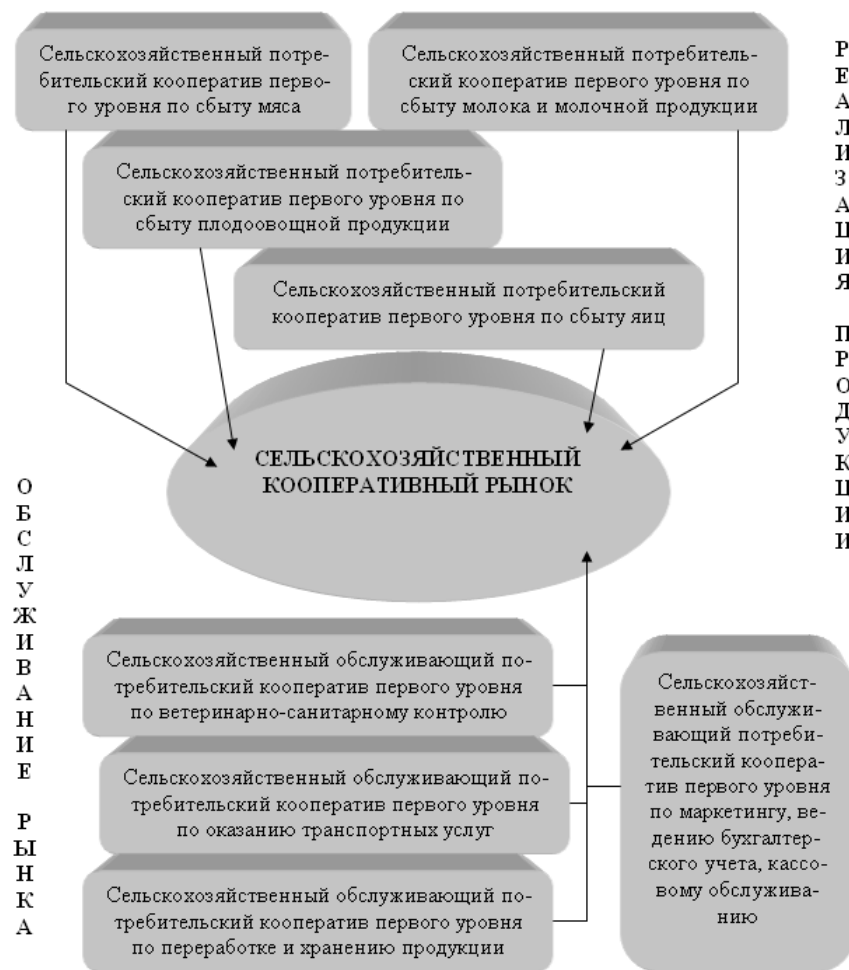 Сельскохозяйственный потре-
бительский кооператив перво-
го уровня по сбыту мяса
Сельскохозяйственный потребитель-
ский кооператив первого уровня по
сбыту молока и молочной продукции
Сельскохозяйственный потребитель-
ский кооператив первого уровня по
сбыту плодоовощной продукции
Сельскохозяйственный потребительский
кооператив первого уровня по сбыту яиц
РЕАЛИЗАЦИЯ ПРОДУКЦИИ
СЕЛЬСКОХОЗЯЙСТВЕННЫЙ
КООПЕРАТИВНЫЙ РЫНОК
ОБСЛУЖИВАНИЕ РЫНКА
Сельскохозяйственный обслуживающий по-
требительский кооператив первого уровня
по ветеринарно-санитарному контролю
Сельскохозяйственный обслуживающий по-
требительский кооператив первого уровня
по оказанию транспортных услуг
Сельскохозяйственный обслуживающий по-
требительский кооператив первого уровня
по переработке и хранению продукции
Сельскохозяйст-
венный обслужи-
вающий потреби-
тельский коопера-
тив первого уровня
по маркетингу, ве-
дению бухгалтер-
ского учета, кассо-
вому обслужива-
нию